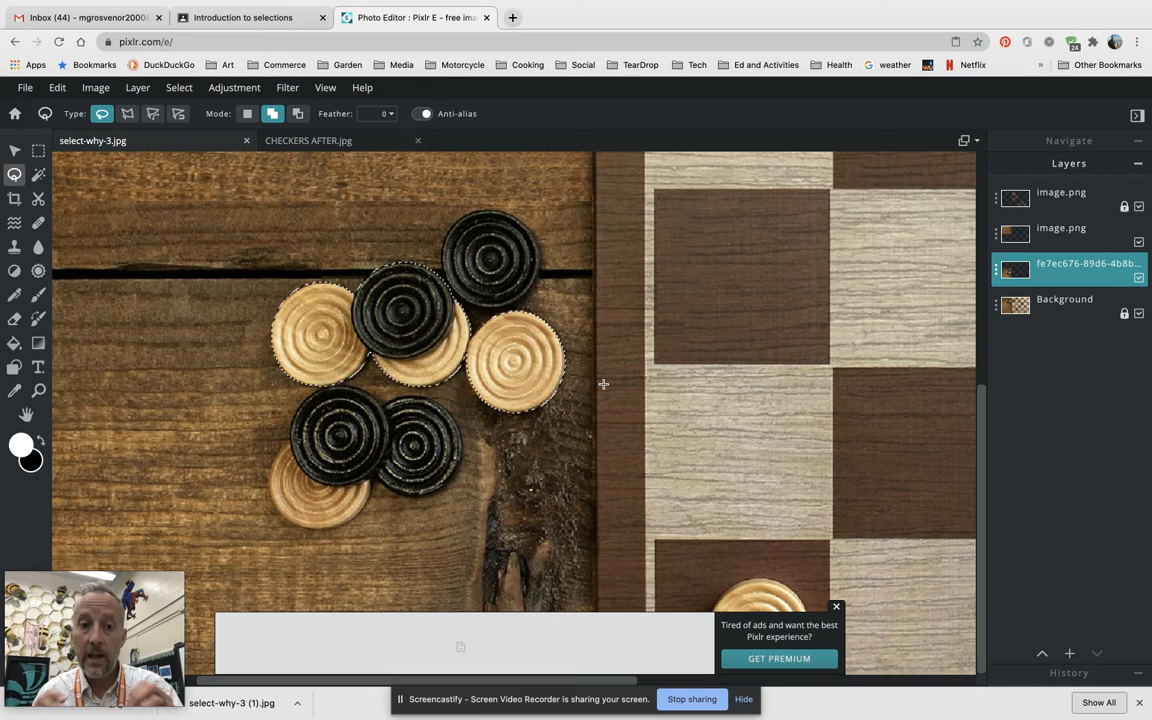 Inbox (44) – mgrosvenor2000
Introduction to selections
Photo Editor : Pixlr E - free ima
pixlr.com/e/
24
Apps
Bookmarks
DuckDuckGo
Art
Commerce
Garden
Media
Motorcycle
Cooking
Social
TearDrop
Tech
Ed and Activities
Health
weather
Netflix
»
Other Bookmarks
File
Edit
Image
Layer
Select
Adjustment
Filter
View
Help
Type:
Mode:
Feather:
0
Anti-alias
select-why-3.jpg
CHECKERS AFTER.jpg
Navigate
Layers
image.png
image.png
fe7ec676-89d6-4b8b...
Background
History
Tired of ads and want the best
Pixlr experience?
GET PREMIUM
select-why-3 (1).jpg
Screencastify - Screen Video Recorder is sharing your screen.
Stop sharing
Hide
Show All